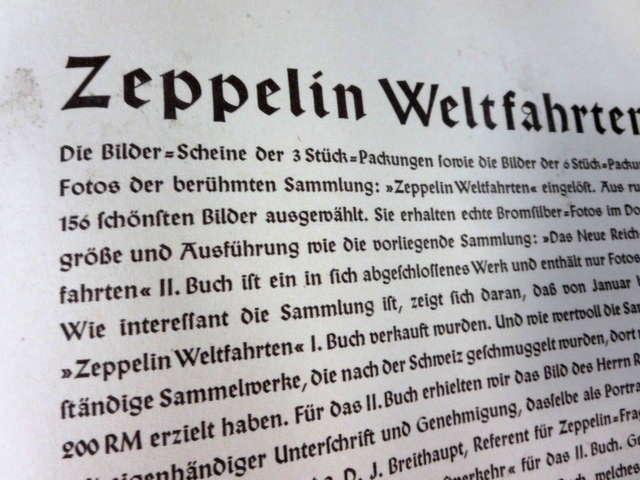 Zeppelin Weltfahrten
Die Bilder=Scheine der 3 Stück=Packungen ſowie die Bilder der 6 Stück=Packu
Fotos der berühmten Sammlung: »Zeppelin Weltfahrten« eingelöſt. Aus ru
156 ſchönſten Bilder ausgewählt. Sie erhalten echte Bromſilber=Fotos im Do
größe und Ausführung wie die vorliegende Sammlung: »Das Neue Reich
fahrten« II. Buch iſt ein in ſich abgeſchloſſenes Werk und enthält nur Fotos
Wie intereſſant die Sammlung iſt, zeigt ſich daran, daß von Januar
»Zeppelin Weltfahrten« I. Buch verkauft wurden. Und wie wertvoll die Sa
ſtändige Sammelwerke, die nach der Schweiz geſchmuggelt wurden, dort
200 RM erzielt haben. Für das II. Buch erhielten wir das Bild des Herrn R
eigenhändiger Unterſchrift und Genehmigung, dasſelbe als Portra
D. J. Breithaupt, Referent für Zeppelin=Frag
verkehr« für das II. Buch. Ge
Buch, welches